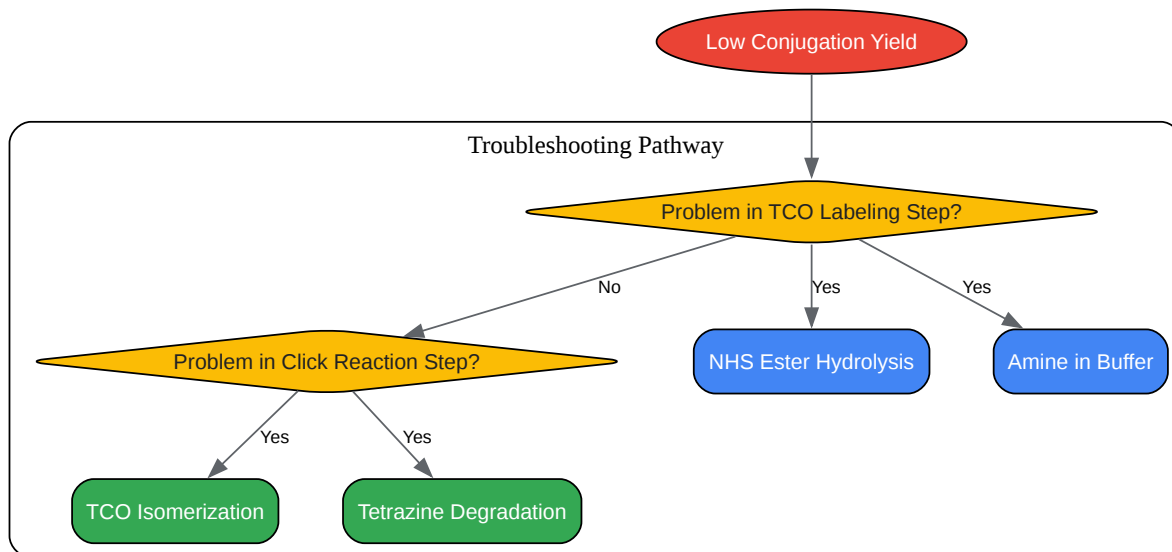 Low Conjugation Yield
Troubleshooting Pathway
Problem in TCO Labeling Step?
No
Yes
Yes
Problem in Click Reaction Step?
NHS Ester Hydrolysis
Amine in Buffer
Yes
Yes
TCO Isomerization
Tetrazine Degradation